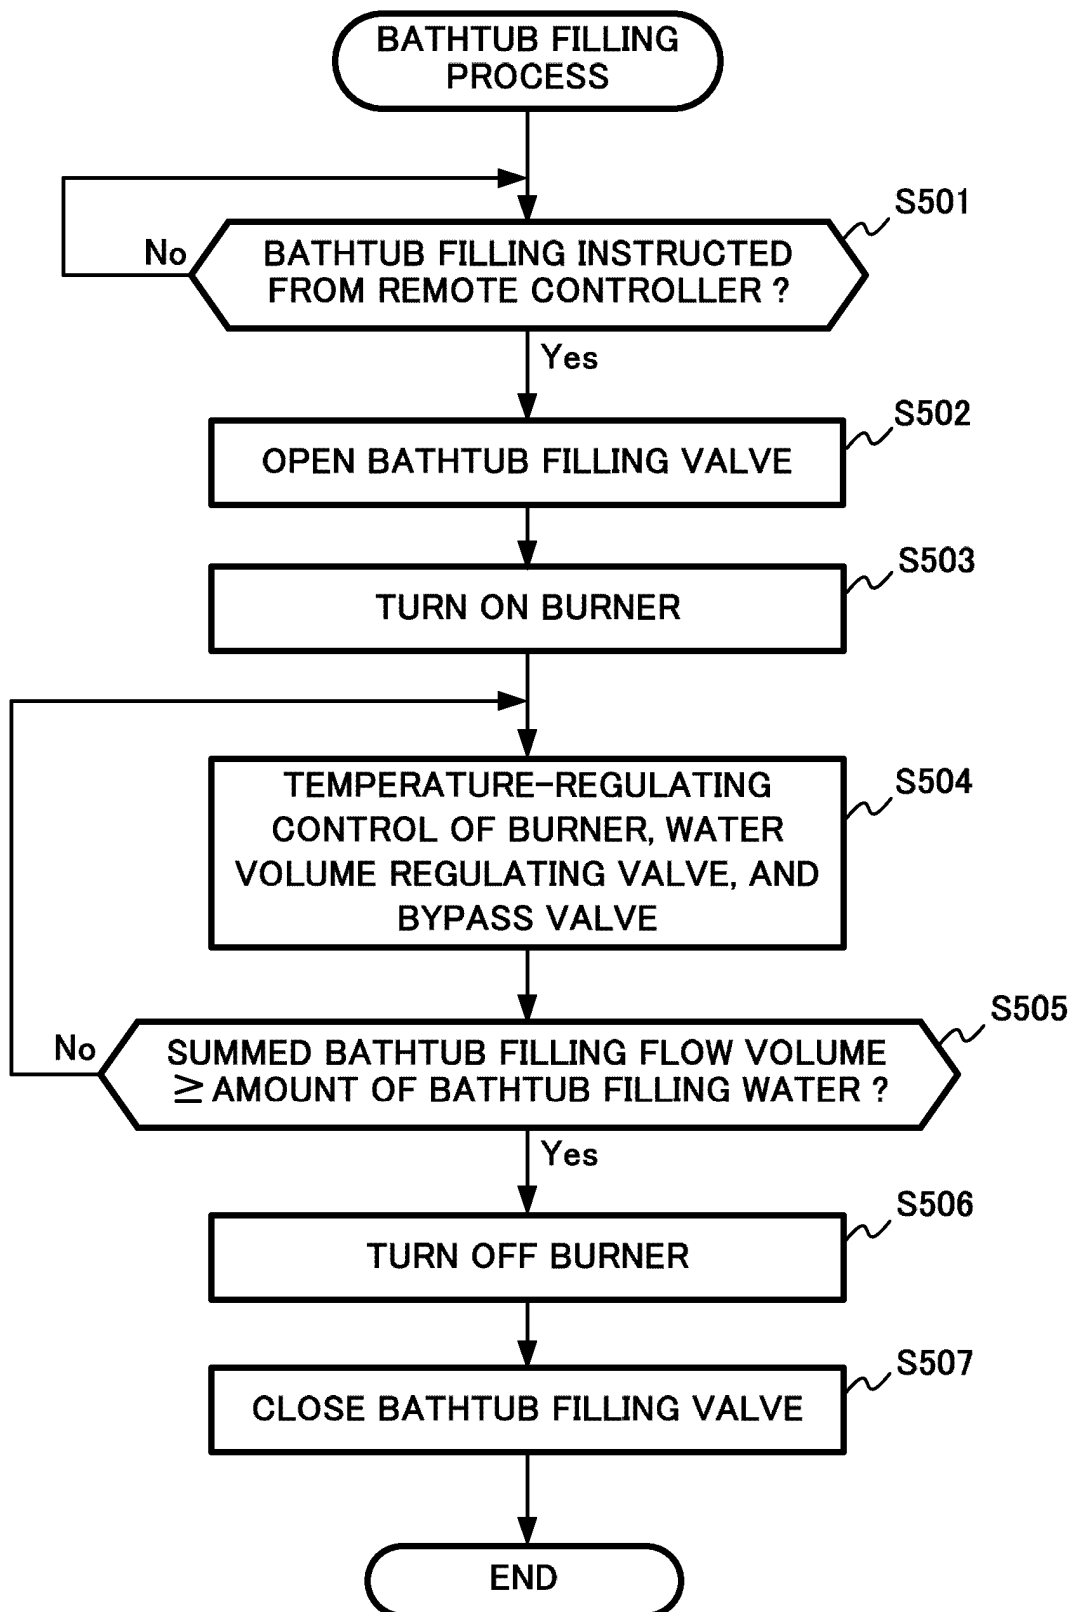 BATHTUB FILLING
PROCESS
S501
No
BATHTUB FILLING INSTRUCTED
FROM REMOTE CONTROLLER ?
Yes
S502
OPEN BATHTUB FILLING VALVE
S503
TURN ON BURNER
S504
TEMPERATURE-REGULATING
CONTROL OF BURNER, WATER
VOLUME REGULATING VALVE, AND
BYPASS VALVE
S505
No
SUMMED BATHTUB FILLING FLOW VOLUME
≧ AMOUNT OF BATHTUB FILLING WATER ?
Yes
S506
TURN OFF BURNER
S507
CLOSE BATHTUB FILLING VALVE
END